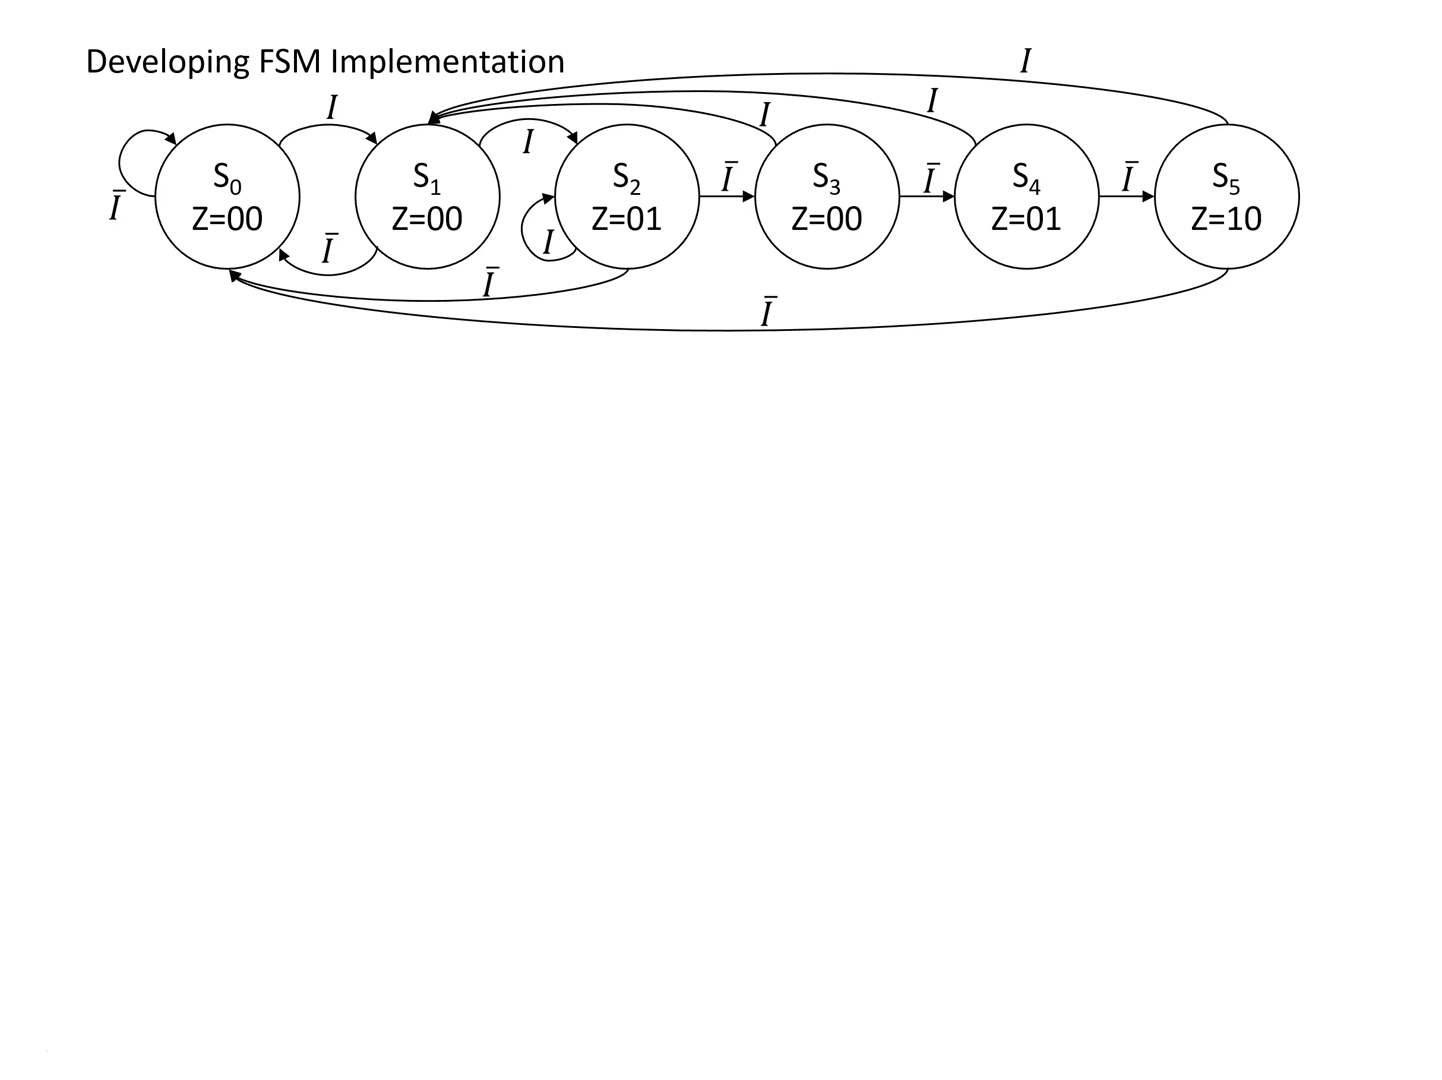 Developing FSM Implementation
I
I
I
I
I
S₀
Z=00
S₁
Z=00
S₂
Z=01
S₃
Z=00
S₄
Z=01
S₅
Z=10
Ī
Ī
Ī
Ī
Ī
I
Ī
Ī